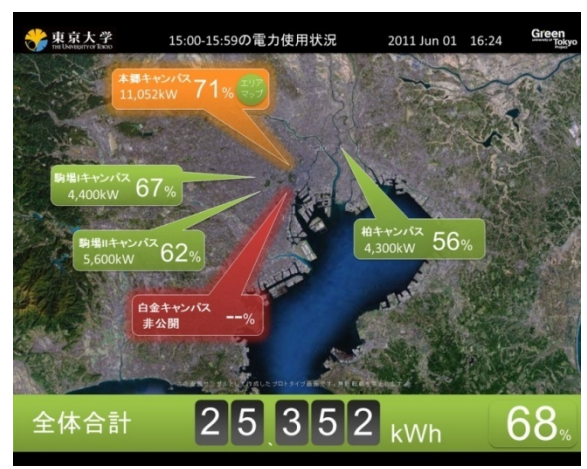 東京大学
THE UNIVERSITY OF TOKYO
15:00-15:59の電力使用状況
2011 Jun 01 16:24
Green
Tokyo
本郷キャンパス
11,052kW 71%
エリア
マップ
駒場Iキャンパス
4,400kW 67%
駒場IIキャンパス
5,600kW 62%
柏キャンパス
4,300kW 56%
白金キャンパス
非公開 --%
全体合計 25,352 kWh 68%